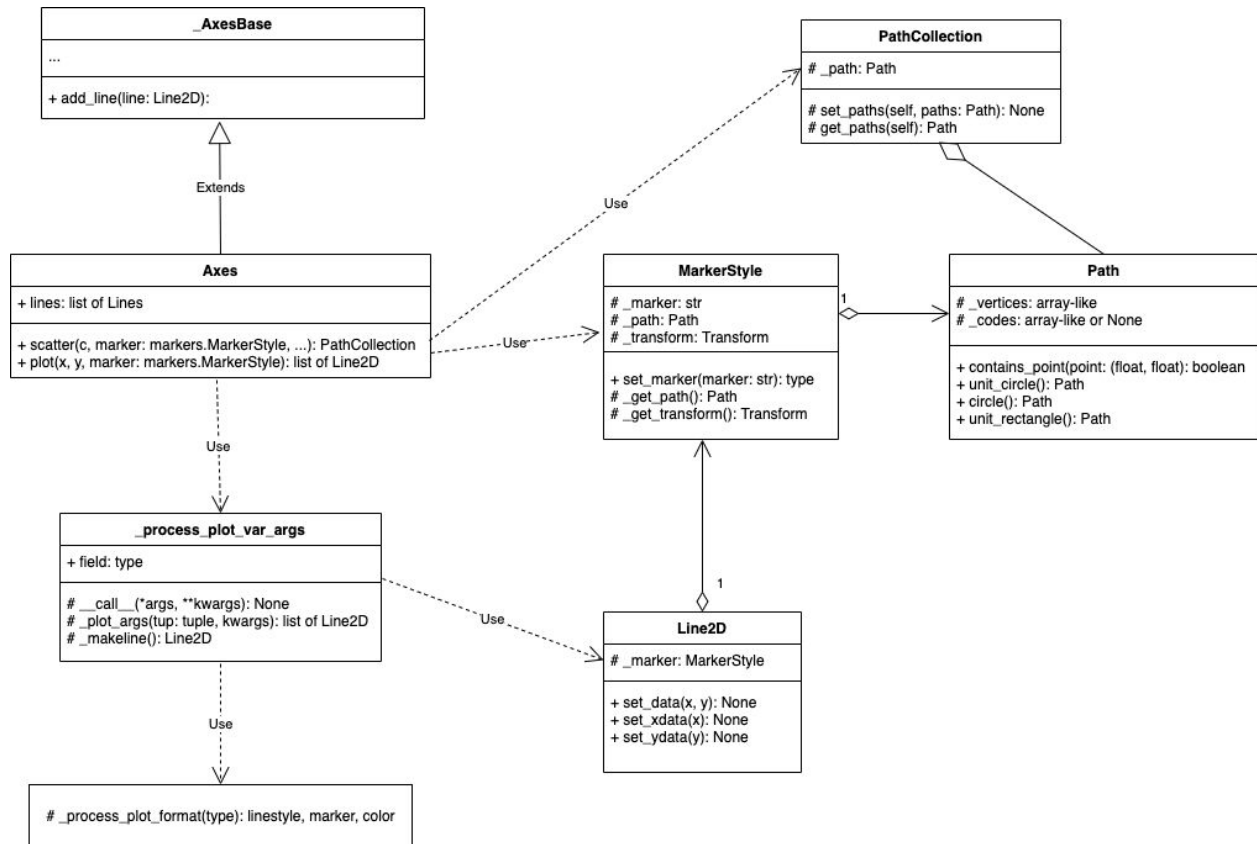 _AxesBase
...
+ add_line(line: Line2D):
Extends
Axes
+ lines: list of Lines
+ scatter(c, marker: markers.MarkerStyle, ...): PathCollection
+ plot(x, y, marker: markers.MarkerStyle): list of Line2D
Use
Use
Use
PathCollection
# _path: Path
# set_paths(self, paths: Path): None
# get_paths(self): Path
MarkerStyle
# _marker: str
# _path: Path
# _transform: Transform
+ set_marker(marker: str): type
# _get_path(): Path
# _get_transform(): Transform
1
Path
# _vertices: array-like
# _codes: array-like or None
+ contains_point(point: (float, float): boolean
+ unit_circle(): Path
+ circle(): Path
+ unit_rectangle(): Path
_process_plot_var_args
+ field: type
# __call__(*args, **kwargs): None
# _plot_args(tup: tuple, kwargs): list of Line2D
# _makeline(): Line2D
Use
Use
1
Line2D
# _marker: MarkerStyle
+ set_data(x, y): None
+ set_xdata(x): None
+ set_ydata(y): None
# _process_plot_format(type): linestyle, marker, color